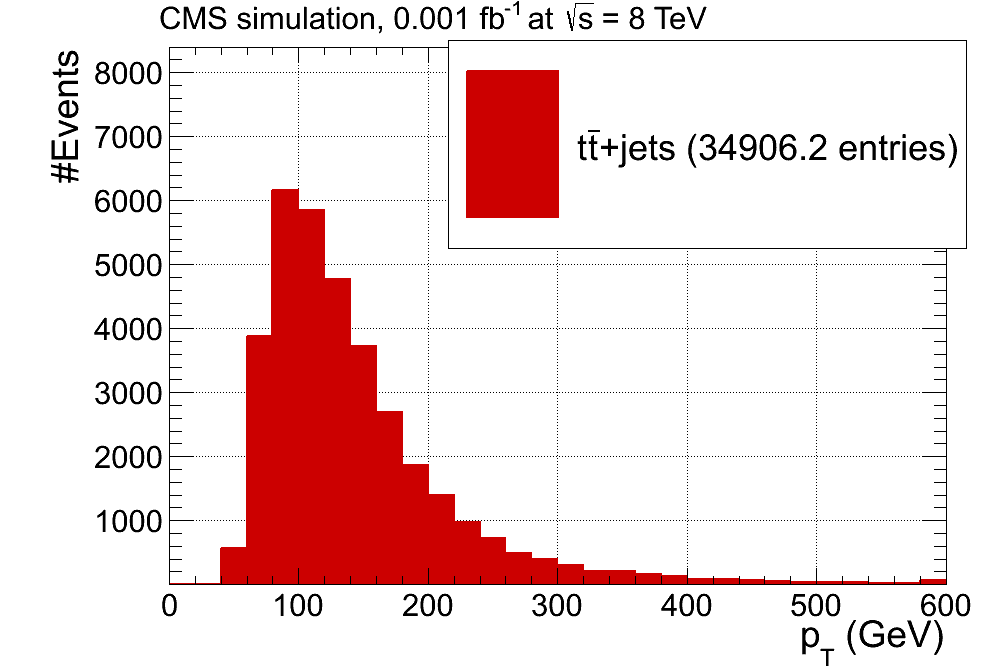 CMS simulation, 0.001 fb⁻¹ at √s = 8 TeV
#Events
8000
7000
6000
5000
4000
3000
2000
1000
tt̄+jets (34906.2 entries)
0 100 200 300 400 500 600
p_T (GeV)